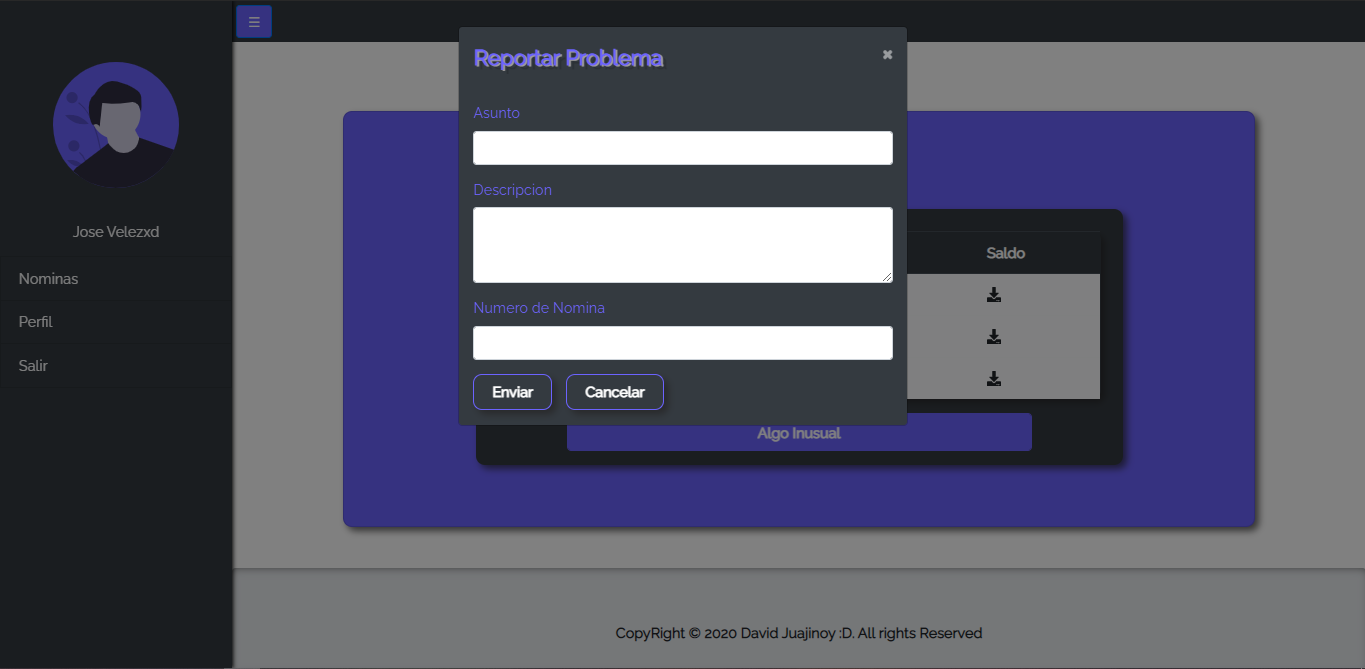 Jose Velezxd
Nominas
Perfil
Salir
Reportar Problema
Asunto
Descripcion
Numero de Nomina
Enviar Cancelar
Saldo
Algo Inusual
CopyRight © 2020 David Juajinoy :D. All rights Reserved